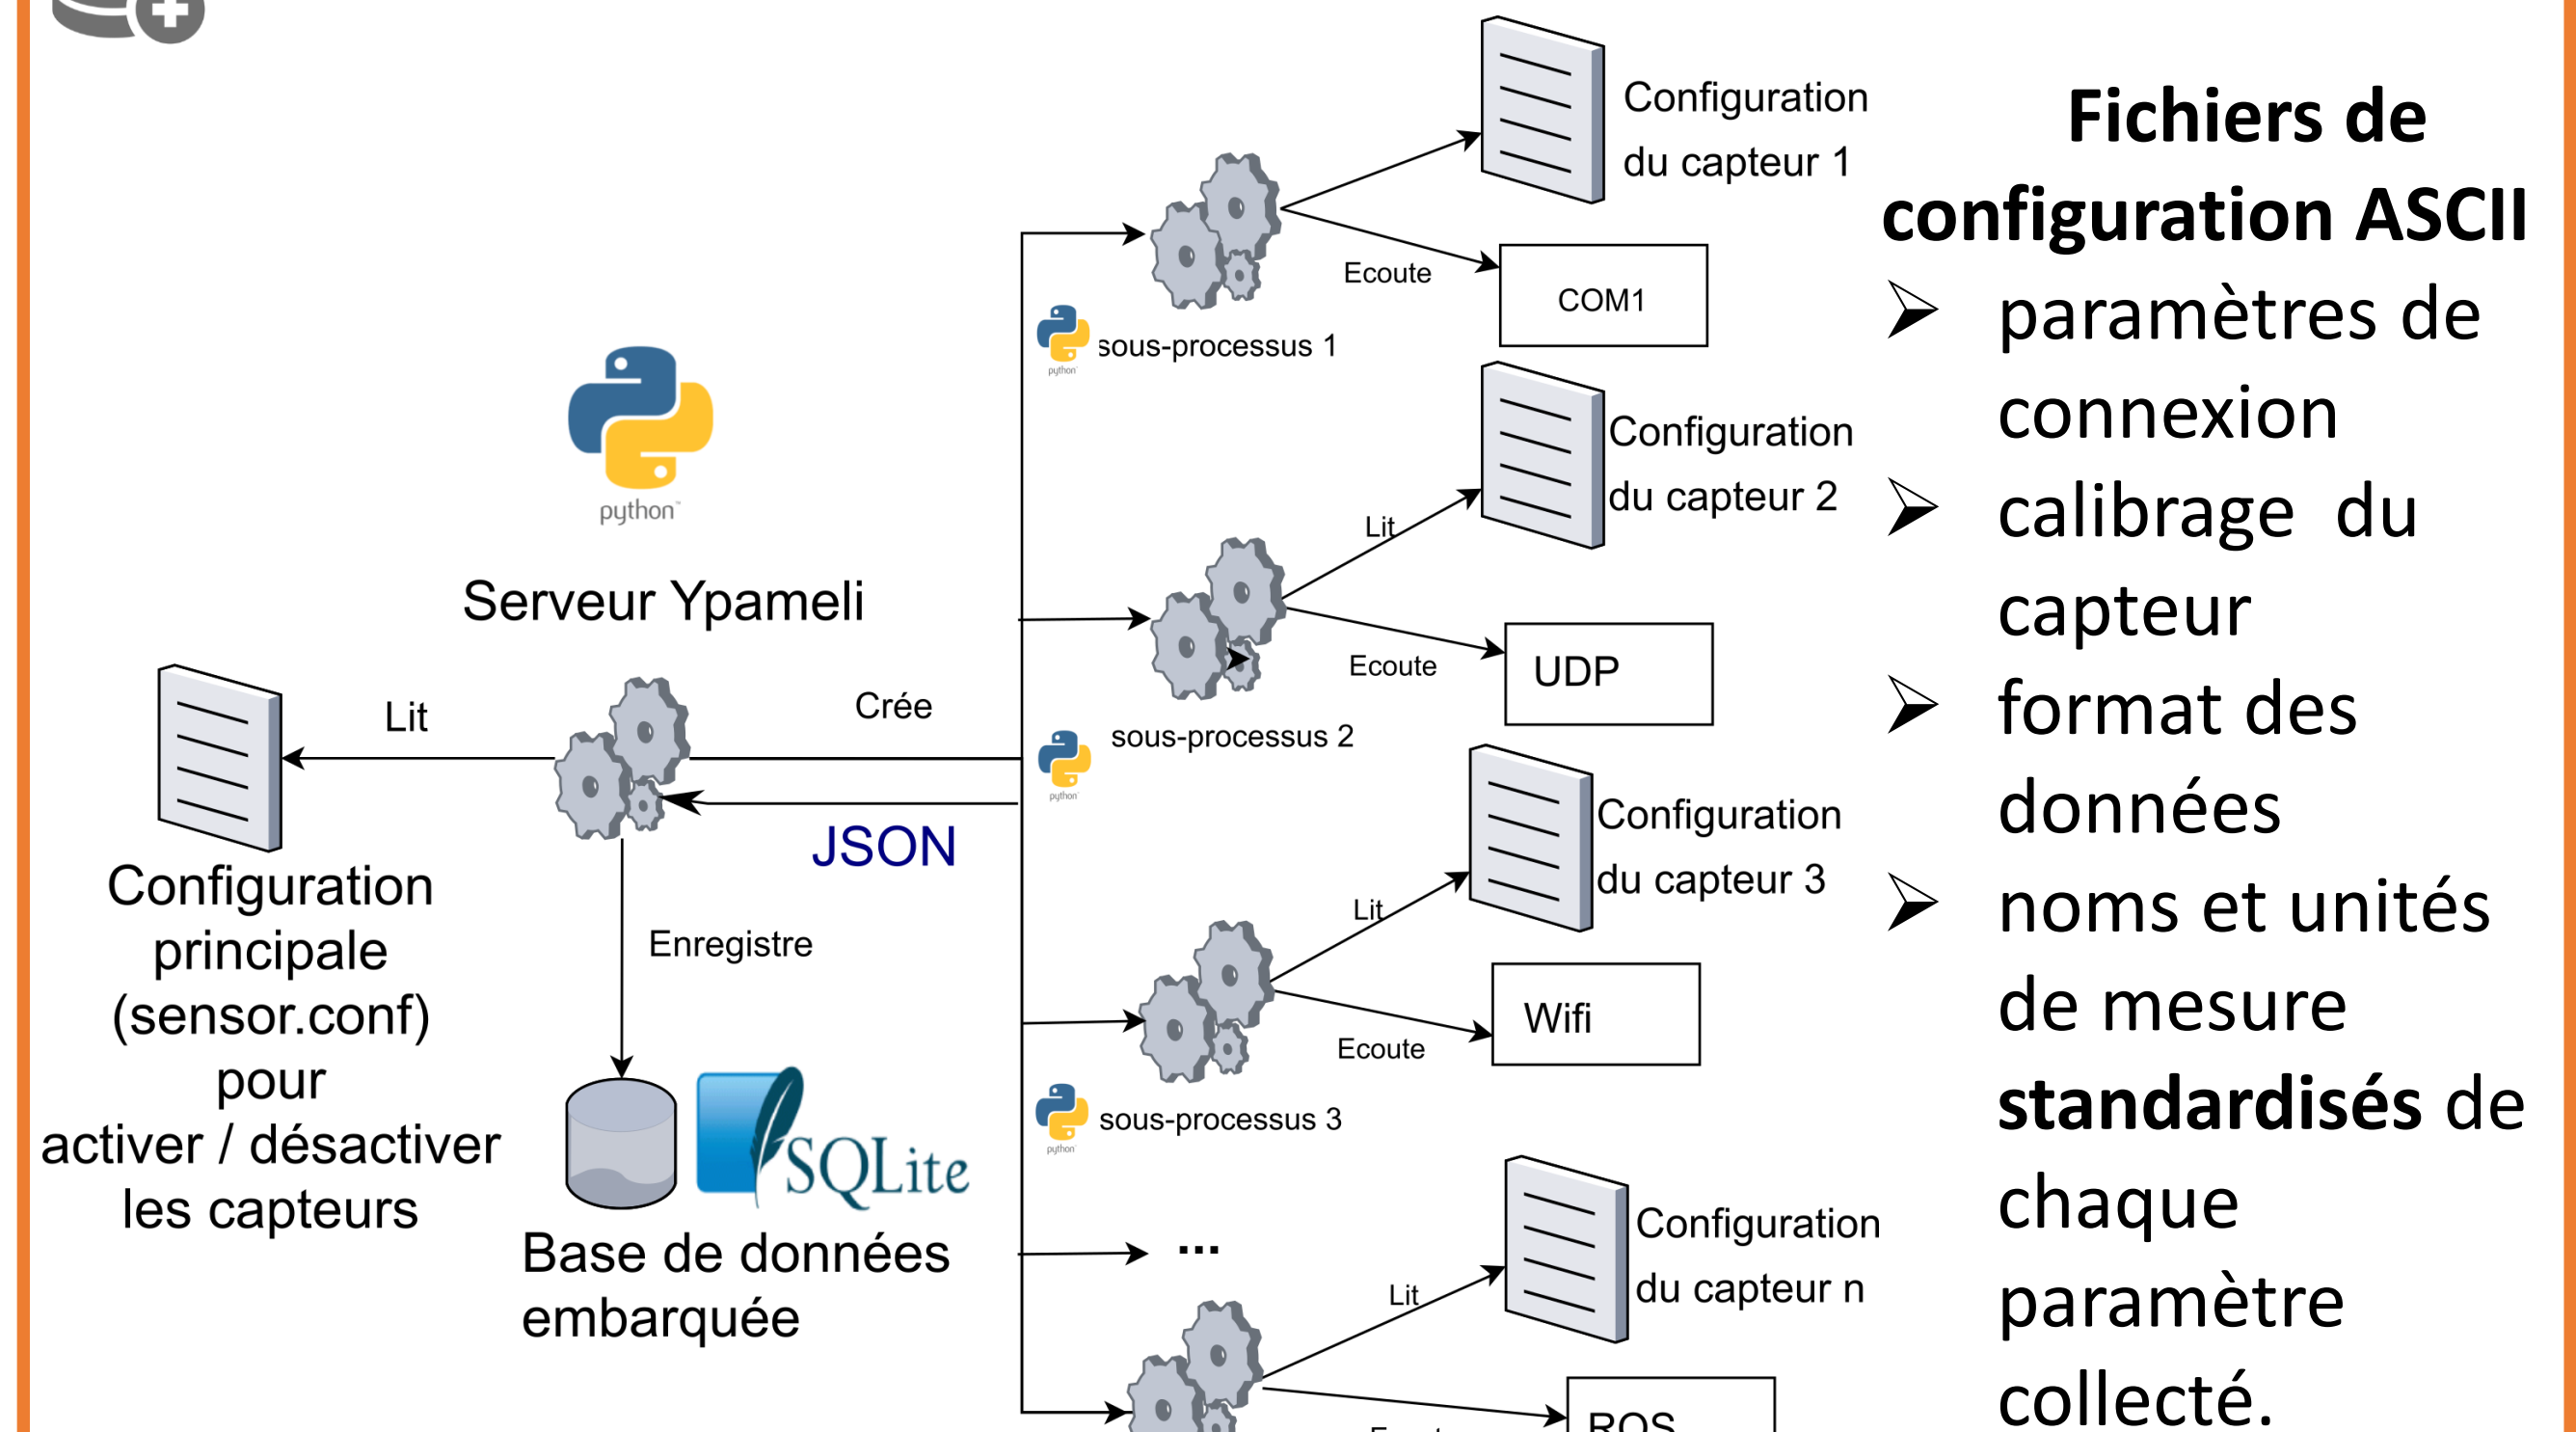 Configuration
du capteur 1
Ecoute
COM1
python
sous-processus 1
python™
Serveur Ypameli
Configuration
du capteur 2
Lit
Ecoute
UDP
python
sous-processus 2
Lit
Crée
JSON
Configuration
principale
(sensor.conf)
pour
activer / désactiver
les capteurs
Enregistre
SQLite
Base de données
embarquée
Configuration
du capteur 3
Lit
Ecoute
Wifi
python
sous-processus 3
...
Configuration
du capteur n
Lit
ROS
Fichiers de
configuration ASCII
➢ paramètres de
connexion
➢ calibrage du
capteur
➢ format des
données
➢ noms et unités
de mesure
standardisés de
chaque
paramètre
collecté.